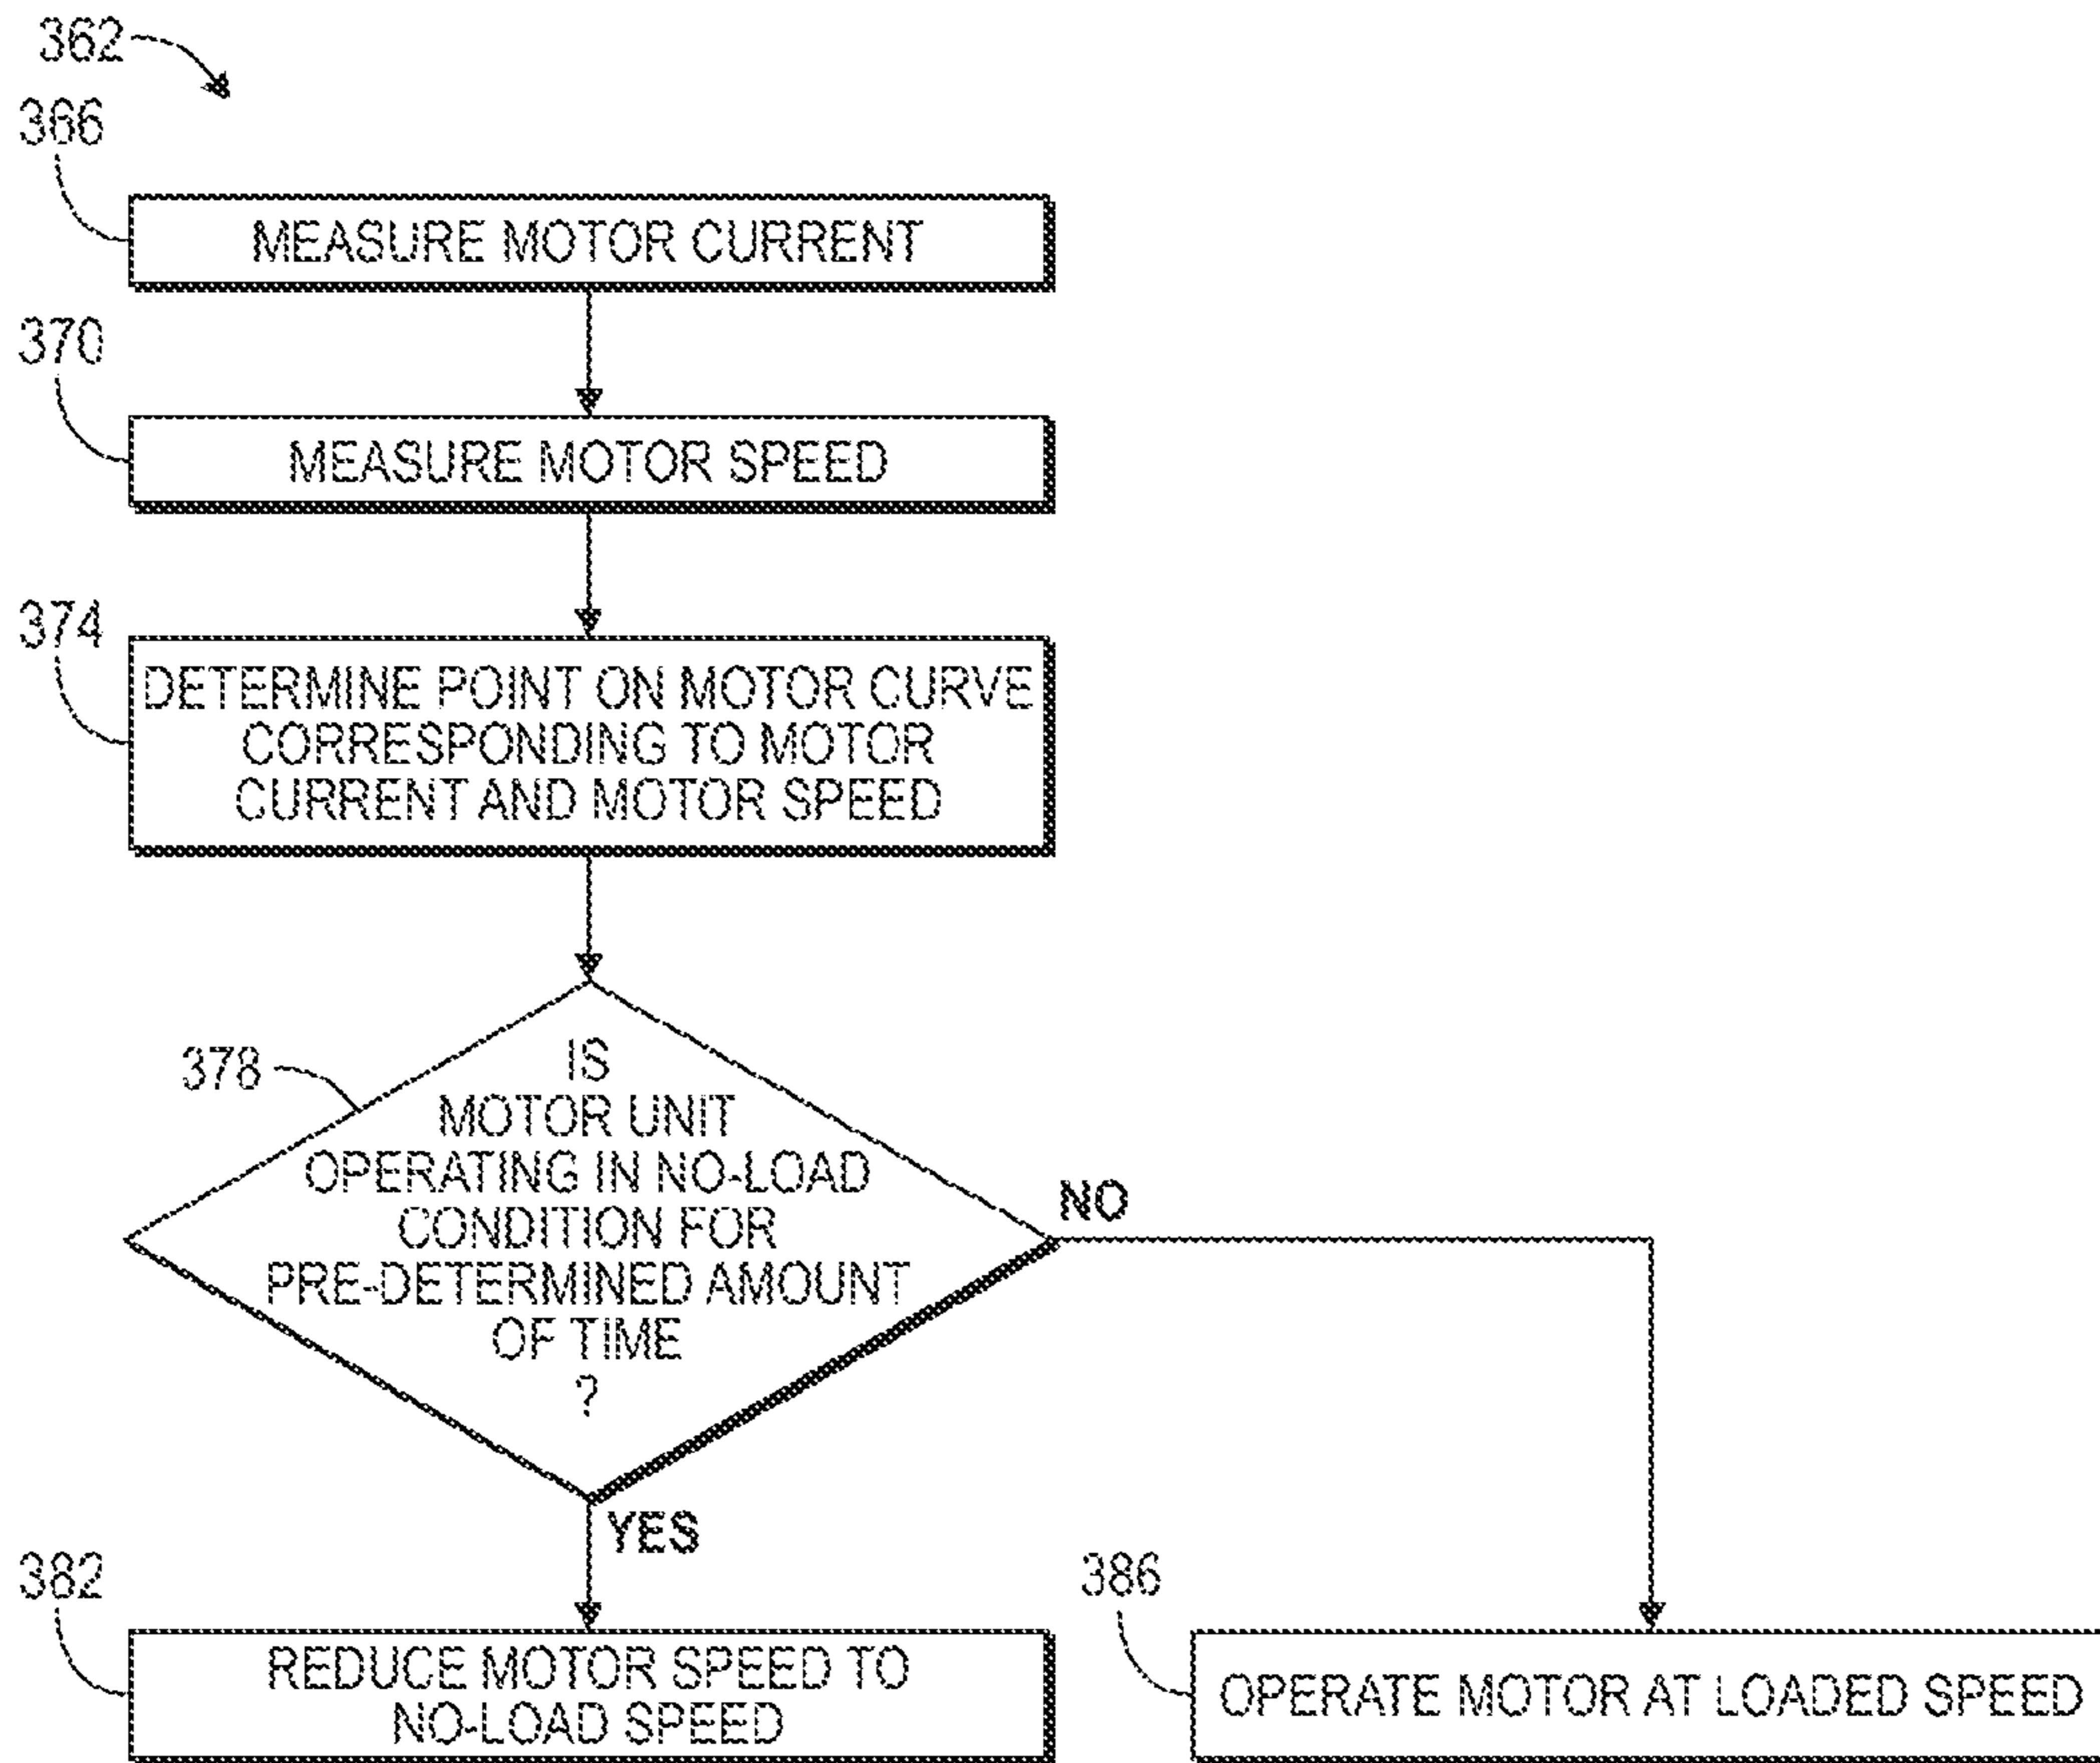 362
366
MEASURE MOTOR CURRENT
370
MEASURE MOTOR SPEED
374
DETERMINE POINT ON MOTOR CURVE
CORRESPONDING TO MOTOR
CURRENT AND MOTOR SPEED
378
IS
MOTOR UNIT
OPERATING IN NO-LOAD
CONDITION FOR
PRE-DETERMINED AMOUNT
OF TIME
?
NO
YES
382
REDUCE MOTOR SPEED TO
NO-LOAD SPEED
386
OPERATE MOTOR AT LOADED SPEED